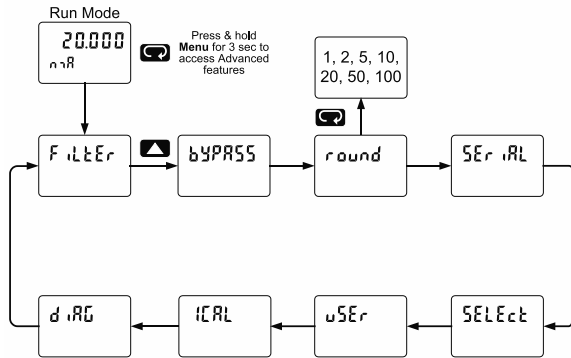 Run Mode
20.000
mA
Press & hold
Menu for 3 sec to
access Advanced
features
1, 2, 5, 10,
20, 50, 100
FiLtEr
bYPASS
round
SEriAL
diAG
ICAL
uSEr
SELEct